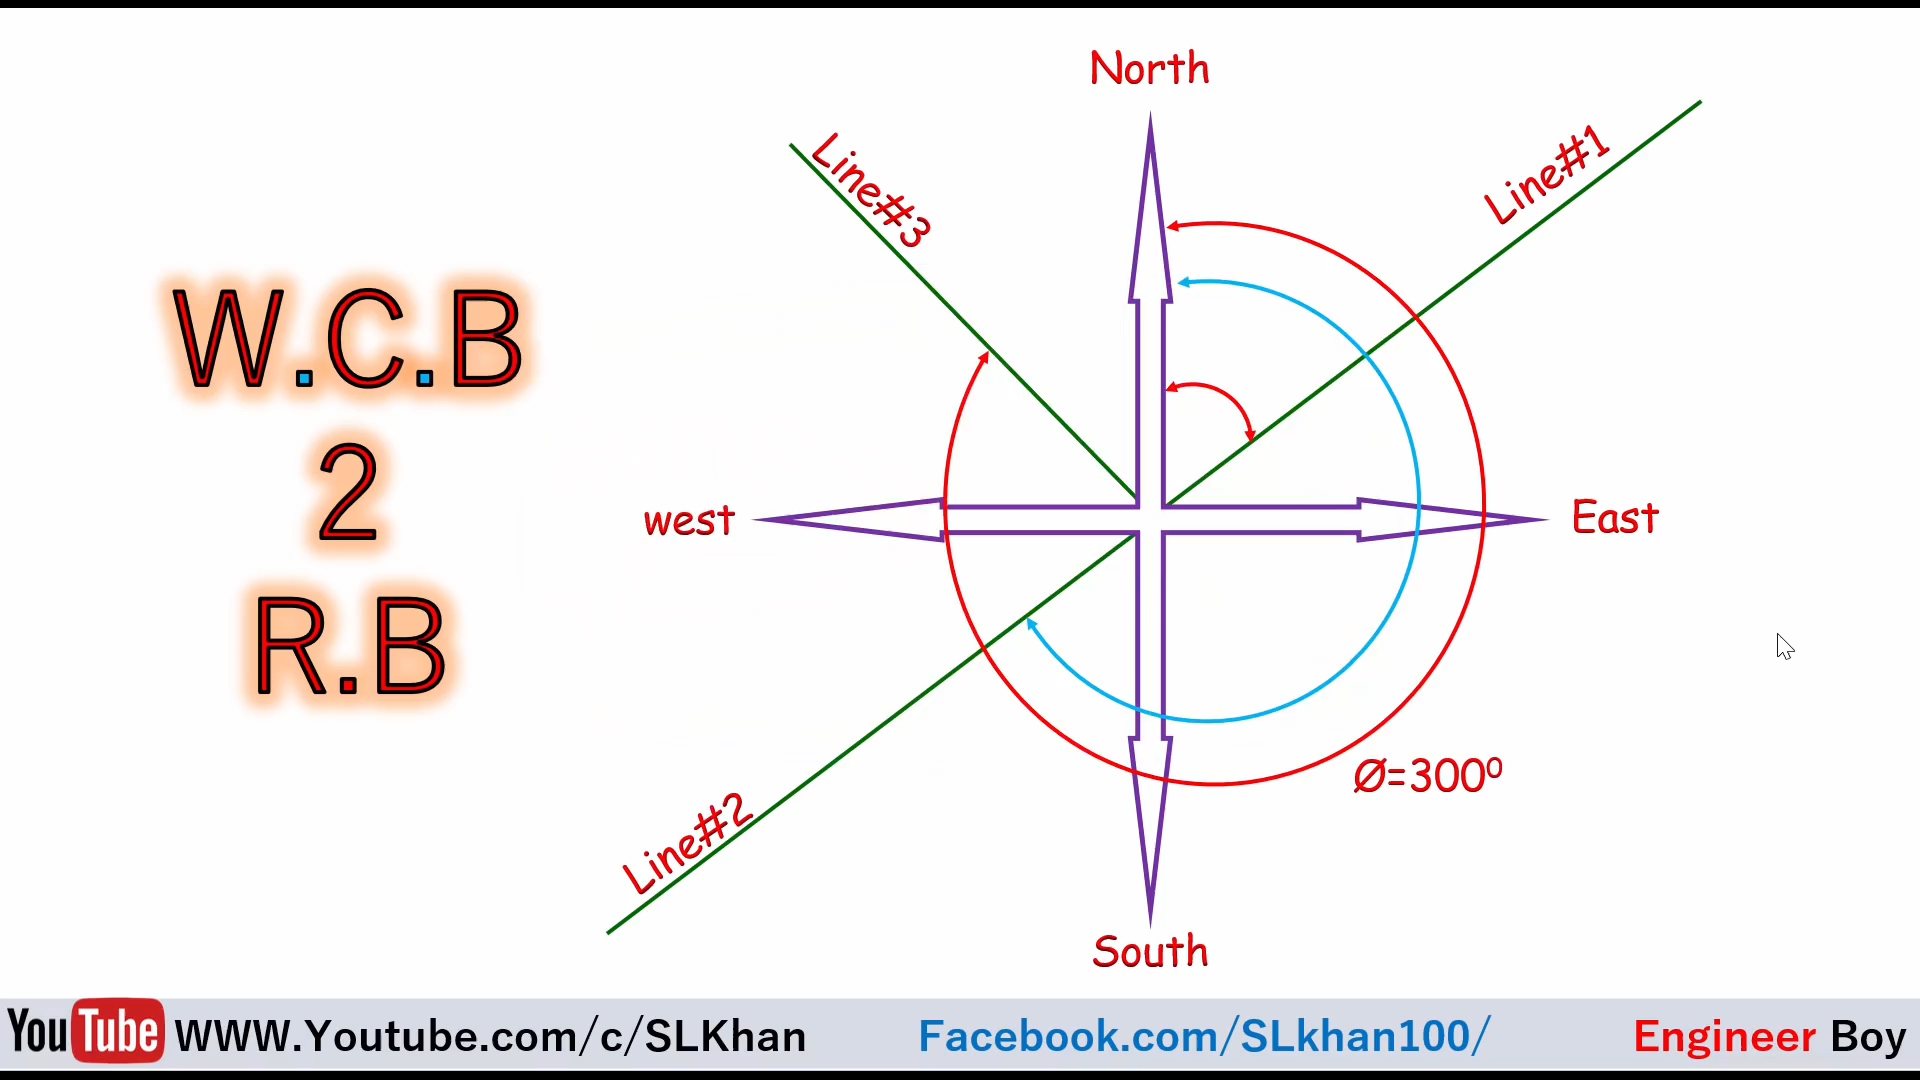 North
Line#3
Line#1
W.C.B
2
R.B
west
East
Ø=300⁰
Line#2
South
YouTube WWW.Youtube.com/c/SLKhan Facebook.com/SLkhan100/ Engineer Boy